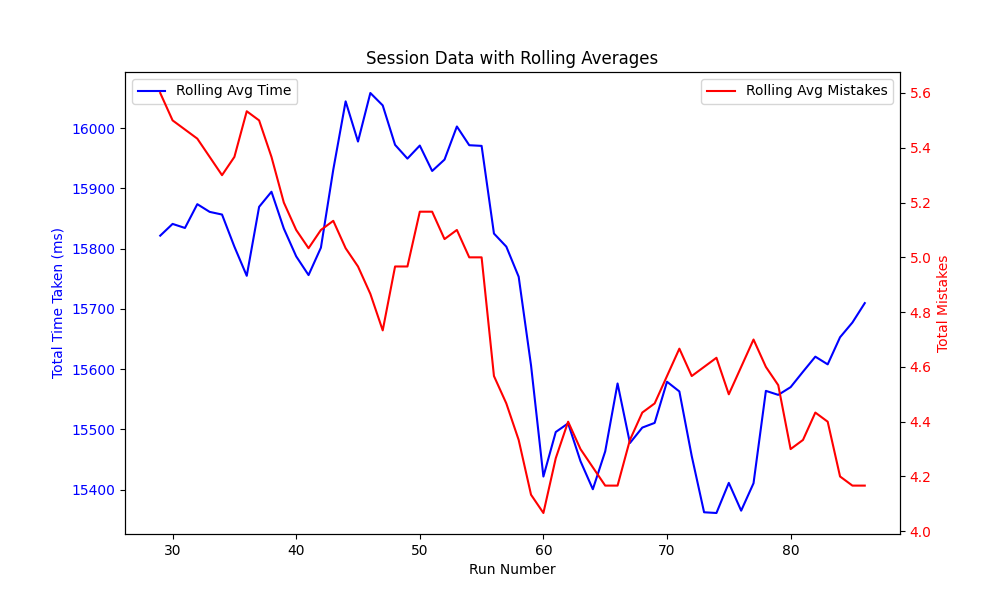 Session Data with Rolling Averages
Rolling Avg Time
Rolling Avg Mistakes
Total Time Taken (ms)
16000
15900
15800
15700
15600
15500
15400
5.6
5.4
5.2
5.0
4.8
4.6
4.4
4.2
4.0
Total Mistakes
30 40 50 60 70 80
Run Number